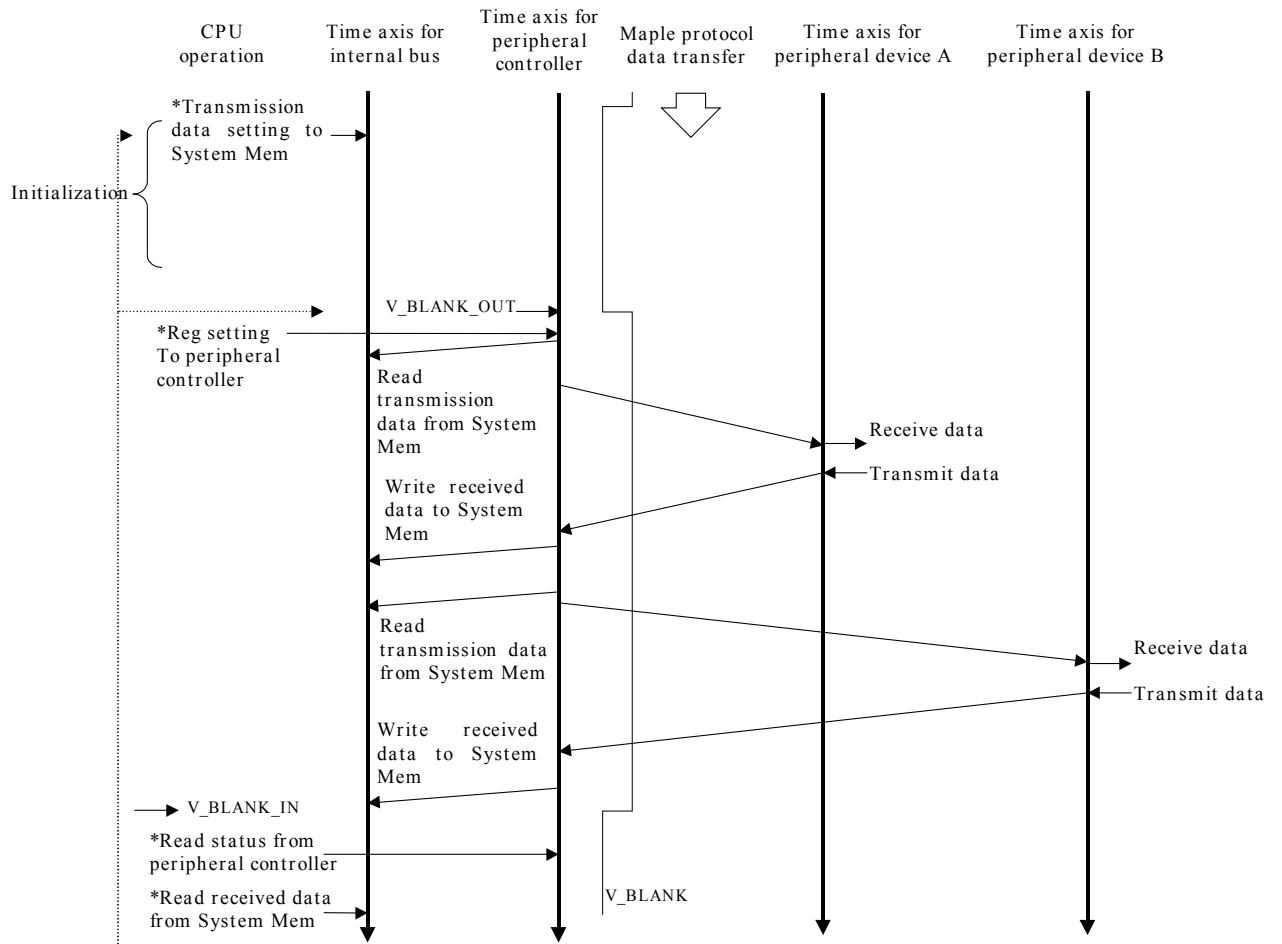 CPU
operation
Time axis for
internal bus
Time axis for
peripheral
controller
Maple protocol
data transfer
Time axis for
peripheral device A
Time axis for
peripheral device B
*Transmission
data setting to
System Mem
Initialization
V_BLANK_OUT
*Reg setting
To peripheral
controller
Read
transmission
data from System
Mem
Receive data
Transmit data
Write received
data to System
Mem
Read
transmission data
from System Mem
Receive data
Transmit data
Write received
data to System
Mem
V_BLANK_IN
*Read status from
peripheral controller
*Read received data
from System Mem
V_BLANK